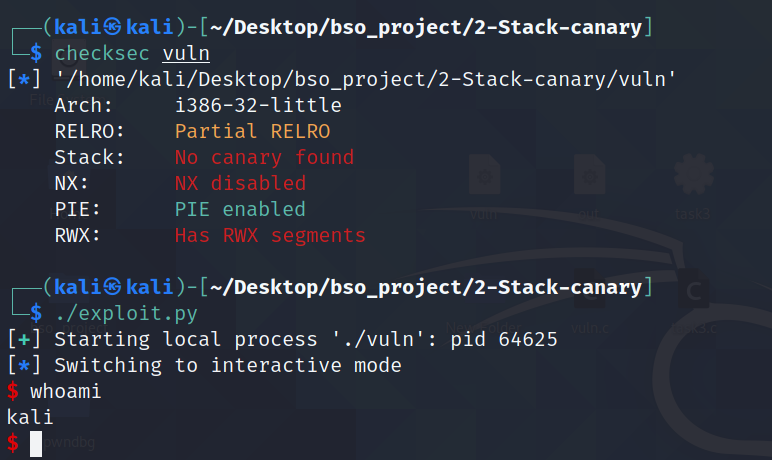 ┌──(kali㉿kali)-[~/Desktop/bso_project/2-Stack-canary]
└─$ checksec vuln
[*] '/home/kali/Desktop/bso_project/2-Stack-canary/vuln'
    Arch:     i386-32-little
    RELRO:    Partial RELRO
    Stack:    No canary found
    NX:       NX disabled
    PIE:      PIE enabled
    RWX:      Has RWX segments
┌──(kali㉿kali)-[~/Desktop/bso_project/2-Stack-canary]
└─$ ./exploit.py
[+] Starting local process './vuln': pid 64625
[*] Switching to interactive mode
$ whoami
kali
$
pwndbg
vuln.c
task3